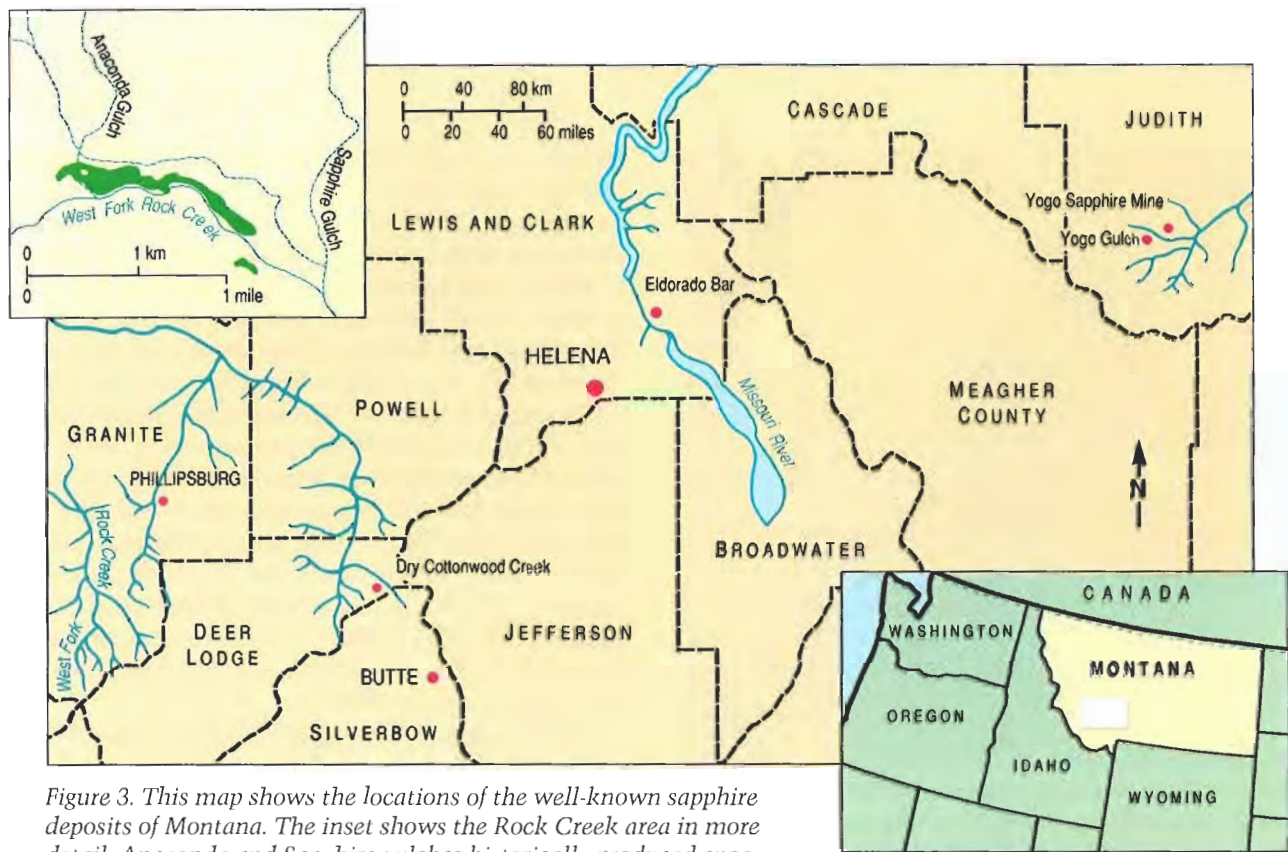 Anaconda Gulch
Sapphire Gulch
West Fork Rock Creek
0 1 km
0 1 mile
0 40 80 km
0 20 40 60 miles
CASCADE
JUDITH
LEWIS AND CLARK
Yogo Sapphire Mine
Yogo Gulch
Eldorado Bar
HELENA
Missouri River
MEAGHER
COUNTY
POWELL
GRANITE
PHILLIPSBURG
Rock Creek
West Fork
N
BROADWATER
Dry Cottonwood Creek
DEER
LODGE
JEFFERSON
BUTTE
SILVERBOW
CANADA
WASHINGTON
MONTANA
OREGON
IDAHO
WYOMING
Figure 3. This map shows the locations of the well-known sapphire
deposits of Montana. The inset shows the Rock Creek area in more